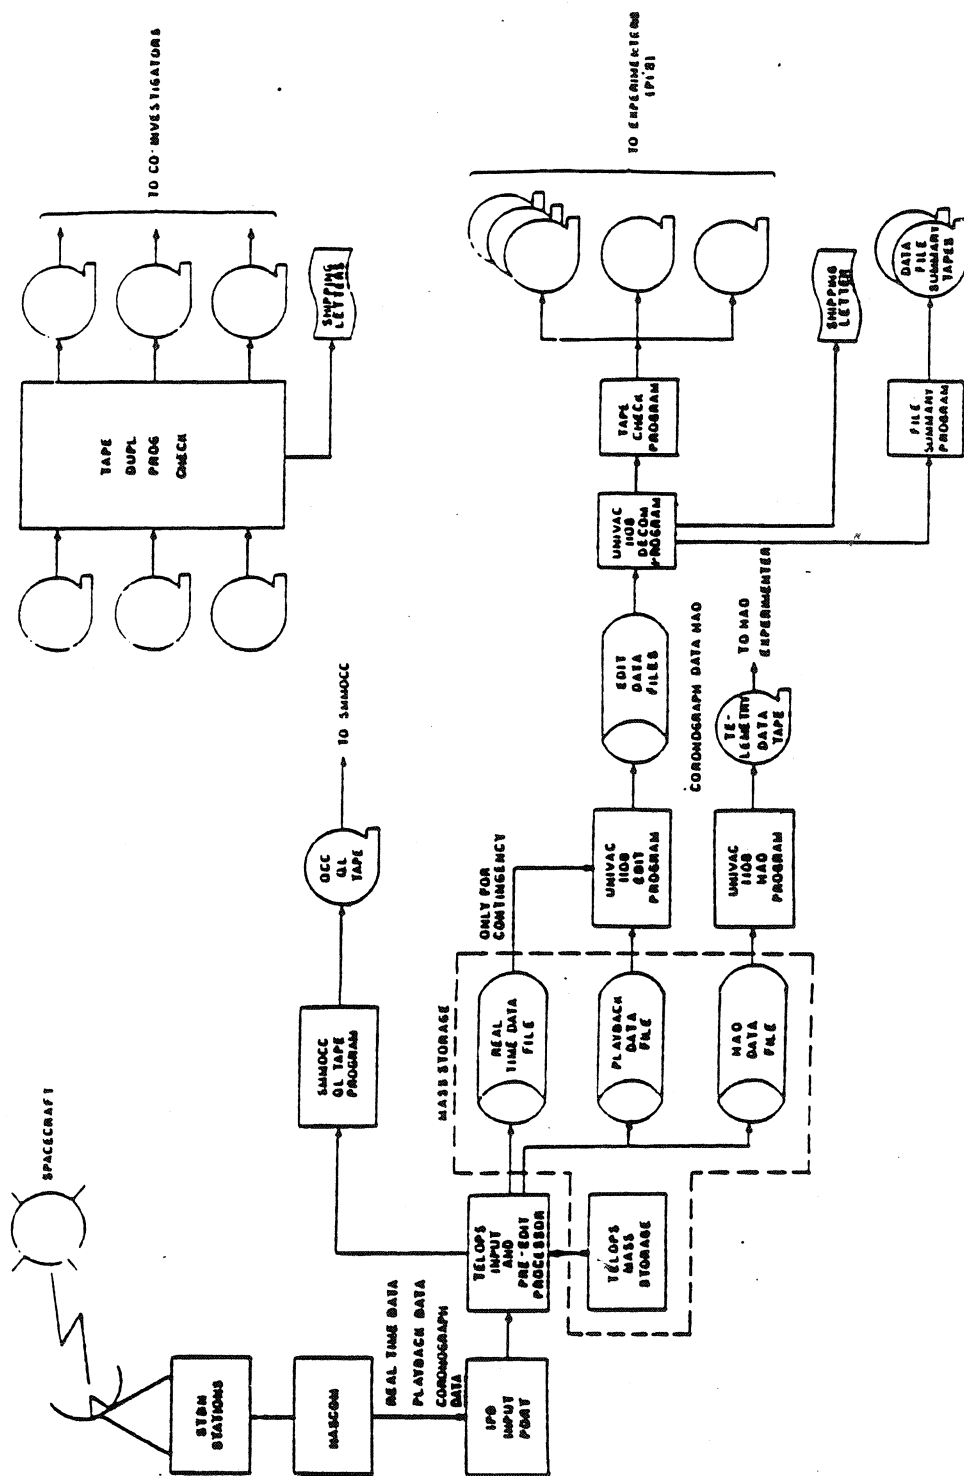 SPACECRAFT
STDN
STATIONS
NASCOM
REAL TIME DATA
PLAYBACK DATA
CORONOGRAPH
DATA
IPD
INPUT
PORT
TELOPS
INPUT
AND
PRE-EDIT
PROCESSOR
TELOPS
MASS
STORAGE
MASS STORAGE
REAL
TIME DATA
FILE
PLAYBACK
DATA
FILE
HAO
DATA
FILE
SMMOCC
QL TAPE
PROGRAM
OCC
QL
TAPE
TO SMMOCC
ONLY FOR
CONTINGENCY
UNIVAC
1108
EDIT
PROGRAM
UNIVAC
1108
HAO
PROGRAM
EDIT
DATA
FILES
CORONOGRAPH DATA HAO
TE-
LEMETRY
DATA
TAPE
TO HAO
EXPERIMENTER
UNIVAC
1108
DECOM
PROGRAM
TAPE
CHECK
PROGRAM
TO EXPERIMENTERS
(PI'S)
SHIPPING
LETTER
FILE
SUMMARY
PROGRAM
DATA
FILE
SUMMARY
TAPES
TAPE
DUPL
PROG
CHECK
SHIPPING
LETTERS
TO CO-INVESTIGATORS